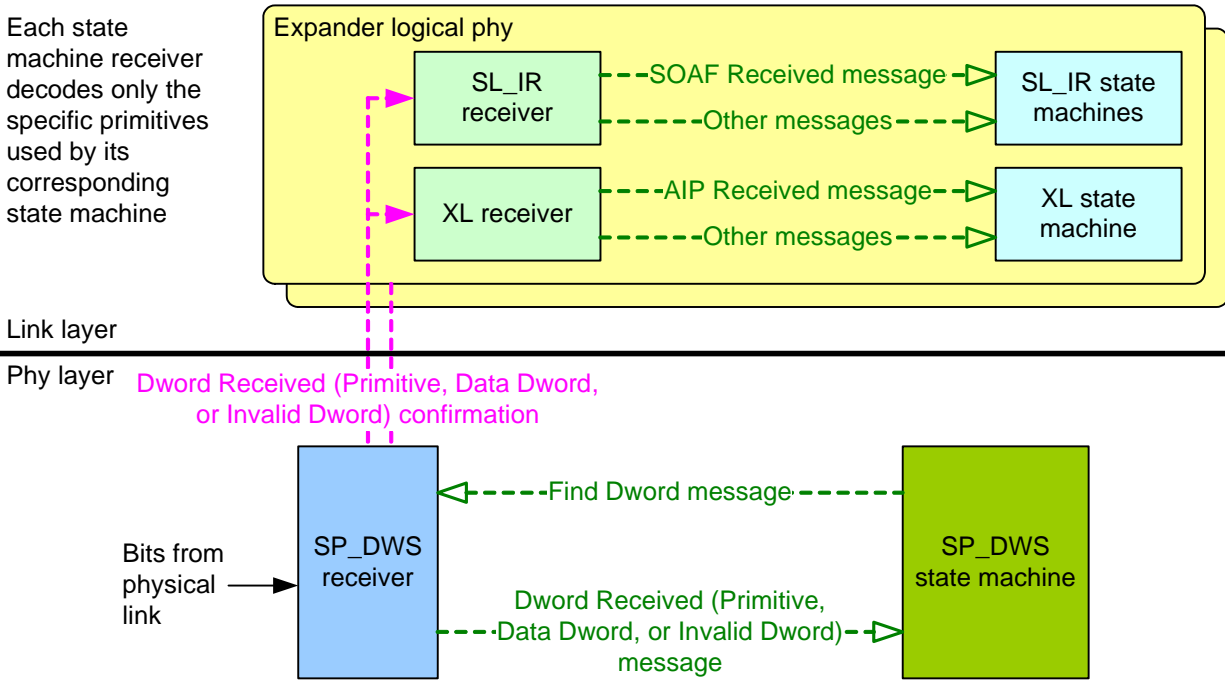 Each state
machine receiver
decodes only the
specific primitives
used by its
corresponding
state machine
Expander logical phy
SL_IR
receiver
SOAF Received message
Other messages
SL_IR state
machines
XL receiver
AIP Received message
Other messages
XL state
machine
Link layer
Phy layer
Dword Received (Primitive, Data Dword,
or Invalid Dword) confirmation
Bits from
physical
link
SP_DWS
receiver
Find Dword message
Dword Received (Primitive,
Data Dword, or Invalid Dword)
message
SP_DWS
state machine